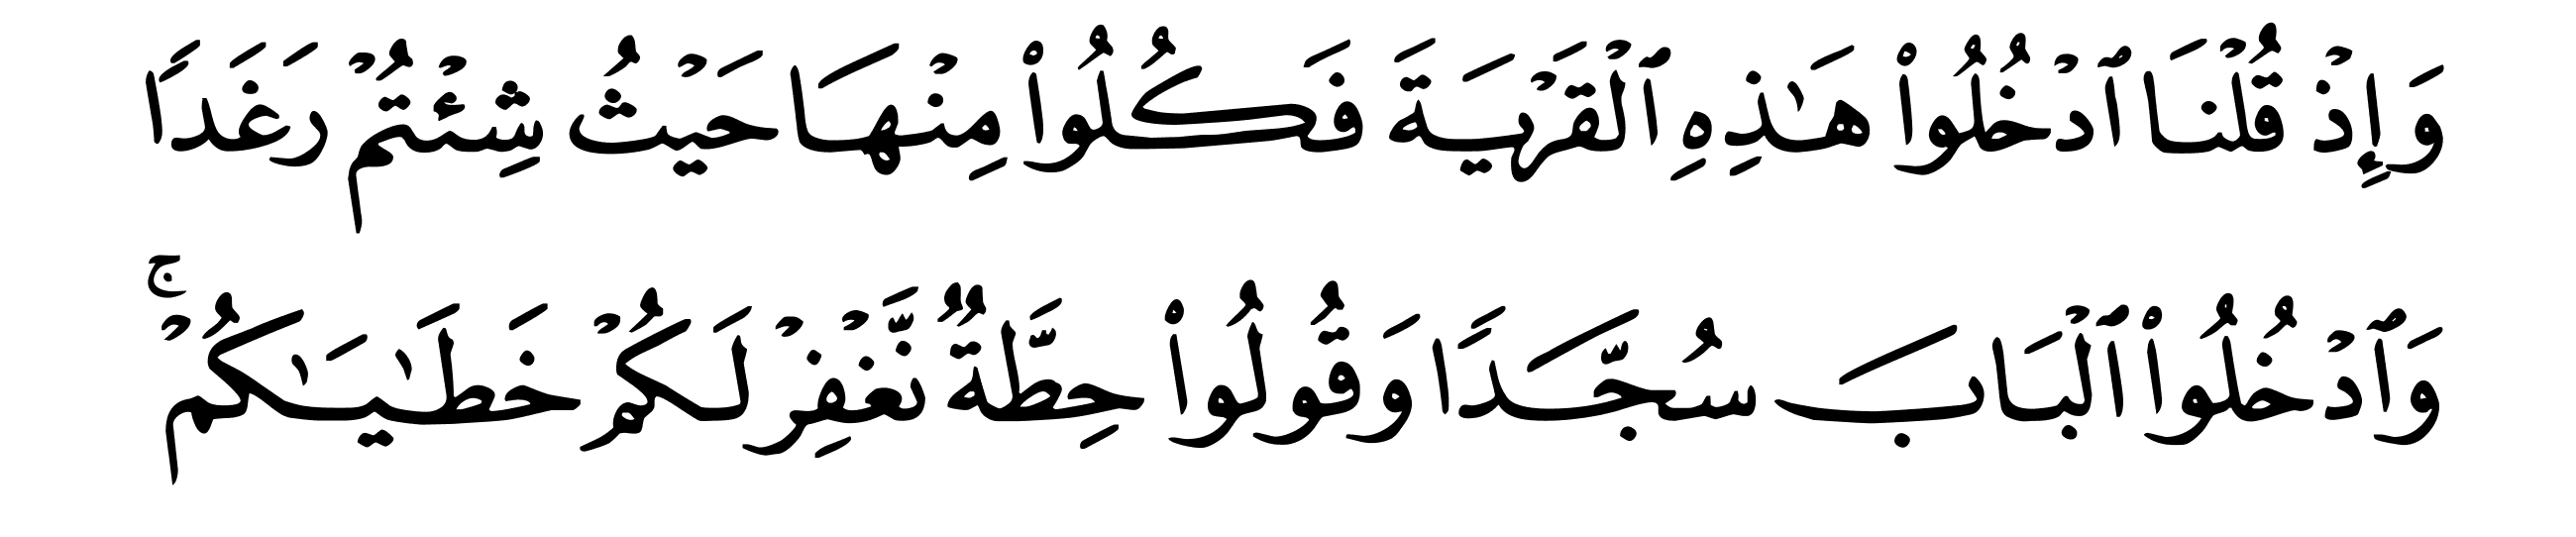 وَإِذْ قُلْنَا ٱدْخُلُوا۟ هَـٰذِهِ ٱلْقَرْيَةَ فَكُلُوا۟ مِنْهَا حَيْثُ شِئْتُمْ رَغَدًا
وَٱدْخُلُوا۟ ٱلْبَابَ سُجَّدًا وَقُولُوا۟ حِطَّةٌ نَّغْفِرْ لَكُمْ خَطَـٰيَـٰكُمْ ۚ